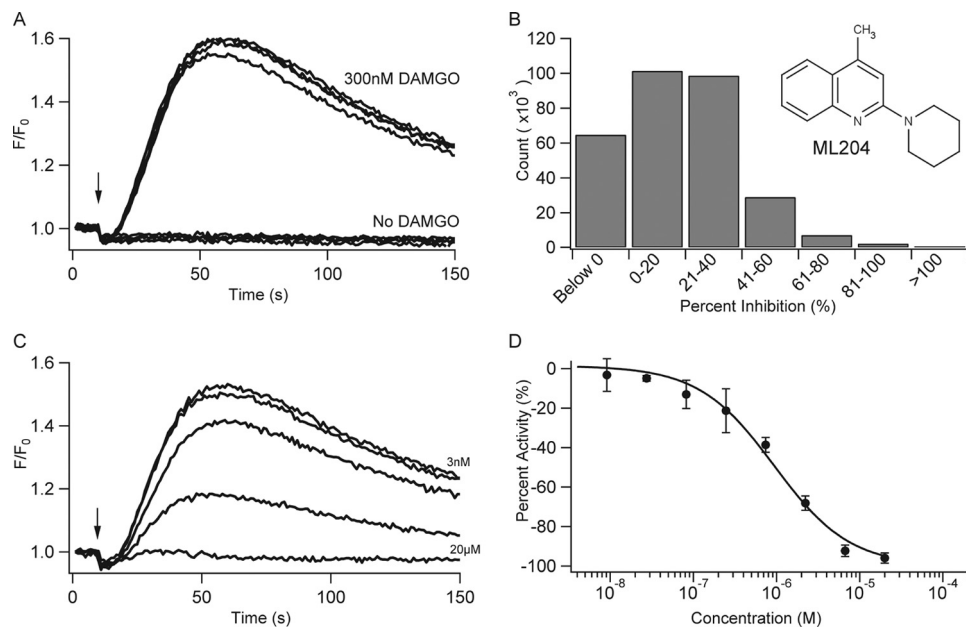 A
1.6
1.4
1.2
1.0
F/F0
300nM DAMGO
No DAMGO
0
50
100
150
Time (s)
B
120
100
80
60
40
20
0
Count ( x10³)
CH3
N
N
ML204
Below 0
0-20
21-40
41-60
61-80
81-100
>100
Percent Inhibition (%)
C
1.6
1.4
1.2
1.0
F/F0
3nM
20µM
0
50
100
150
Time (s)
D
0
-20
-40
-60
-80
-100
Percent Activity (%)
10⁻⁸
10⁻⁷
10⁻⁶
10⁻⁵
10⁻⁴
Concentration (M)